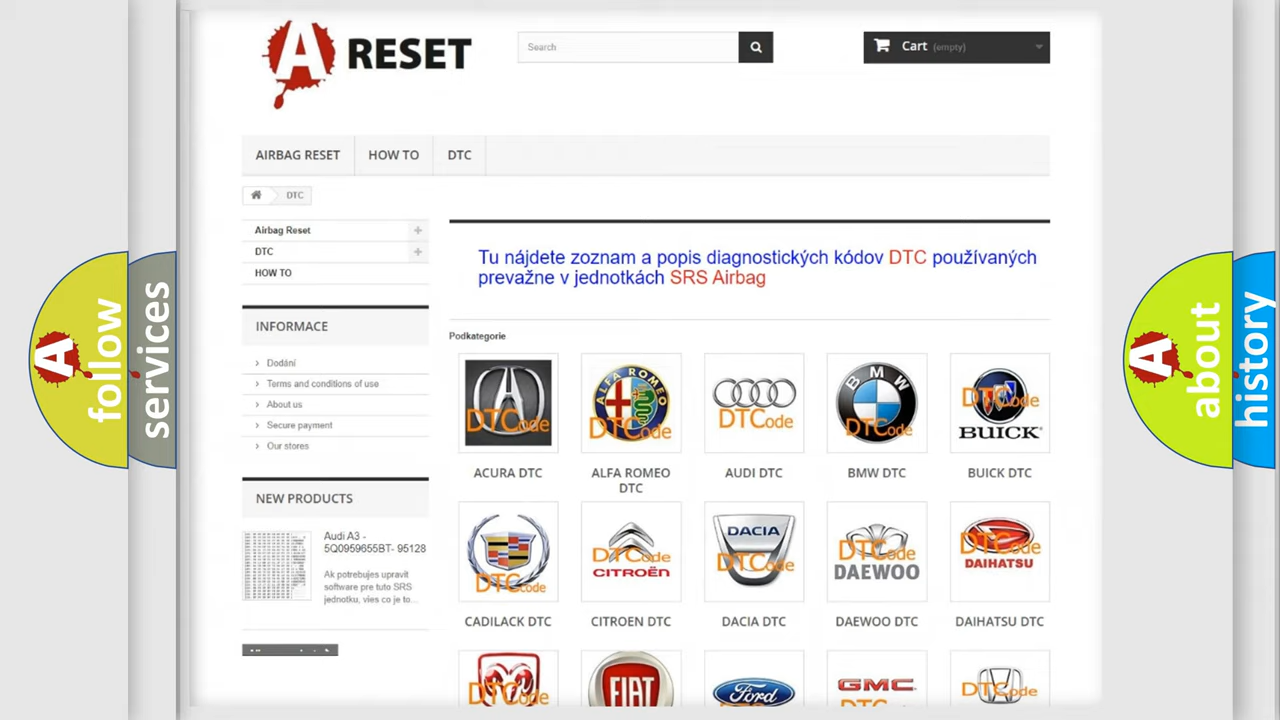 A RESET
Search
Cart (empty)
AIRBAG RESET
HOW TO
DTC
DTC
Airbag Reset
DTC
HOW TO
Tu nájdete zoznam a popis diagnostických kódov DTC používaných
prevažne v jednotkách SRS Airbag
INFORMACE
Dodání
Terms and conditions of use
About us
Secure payment
Our stores
Podkategorie
DTCode
ALFA ROMEO
DTCode
DTCode
BMW
DTCode
DTCode
BUICK
ACURA DTC
ALFA ROMEO
DTC
AUDI DTC
BMW DTC
BUICK DTC
NEW PRODUCTS
Audi A3 -
5Q0959655BT- 95128
Ak potrebujes upravit
software pre tuto SRS
jednotku, vies co je to...
DTCode
DTCode
CITROËN
DACIA
DTCode
DTCode
DAEWOO
DTCode
DAIHATSU
CADILACK DTC
CITROEN DTC
DACIA DTC
DAEWOO DTC
DAIHATSU DTC
DTCode
FIAT
Ford
GMC
DTCode
A follow
services
A about
history